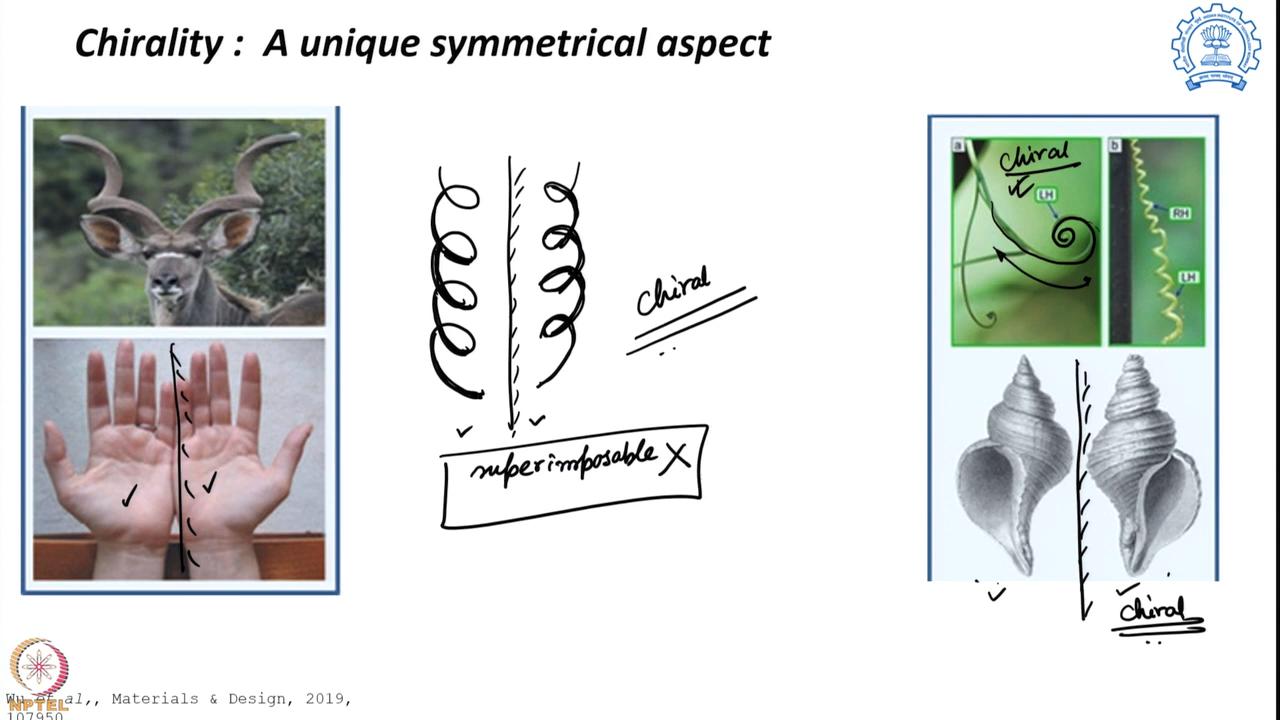 Chirality : A unique symmetrical aspect
chiral
superimposable X
a
chiral
LH
b
RH
LH
chiral
Wu et al,, Materials & Design, 2019,
107950
NPTEL